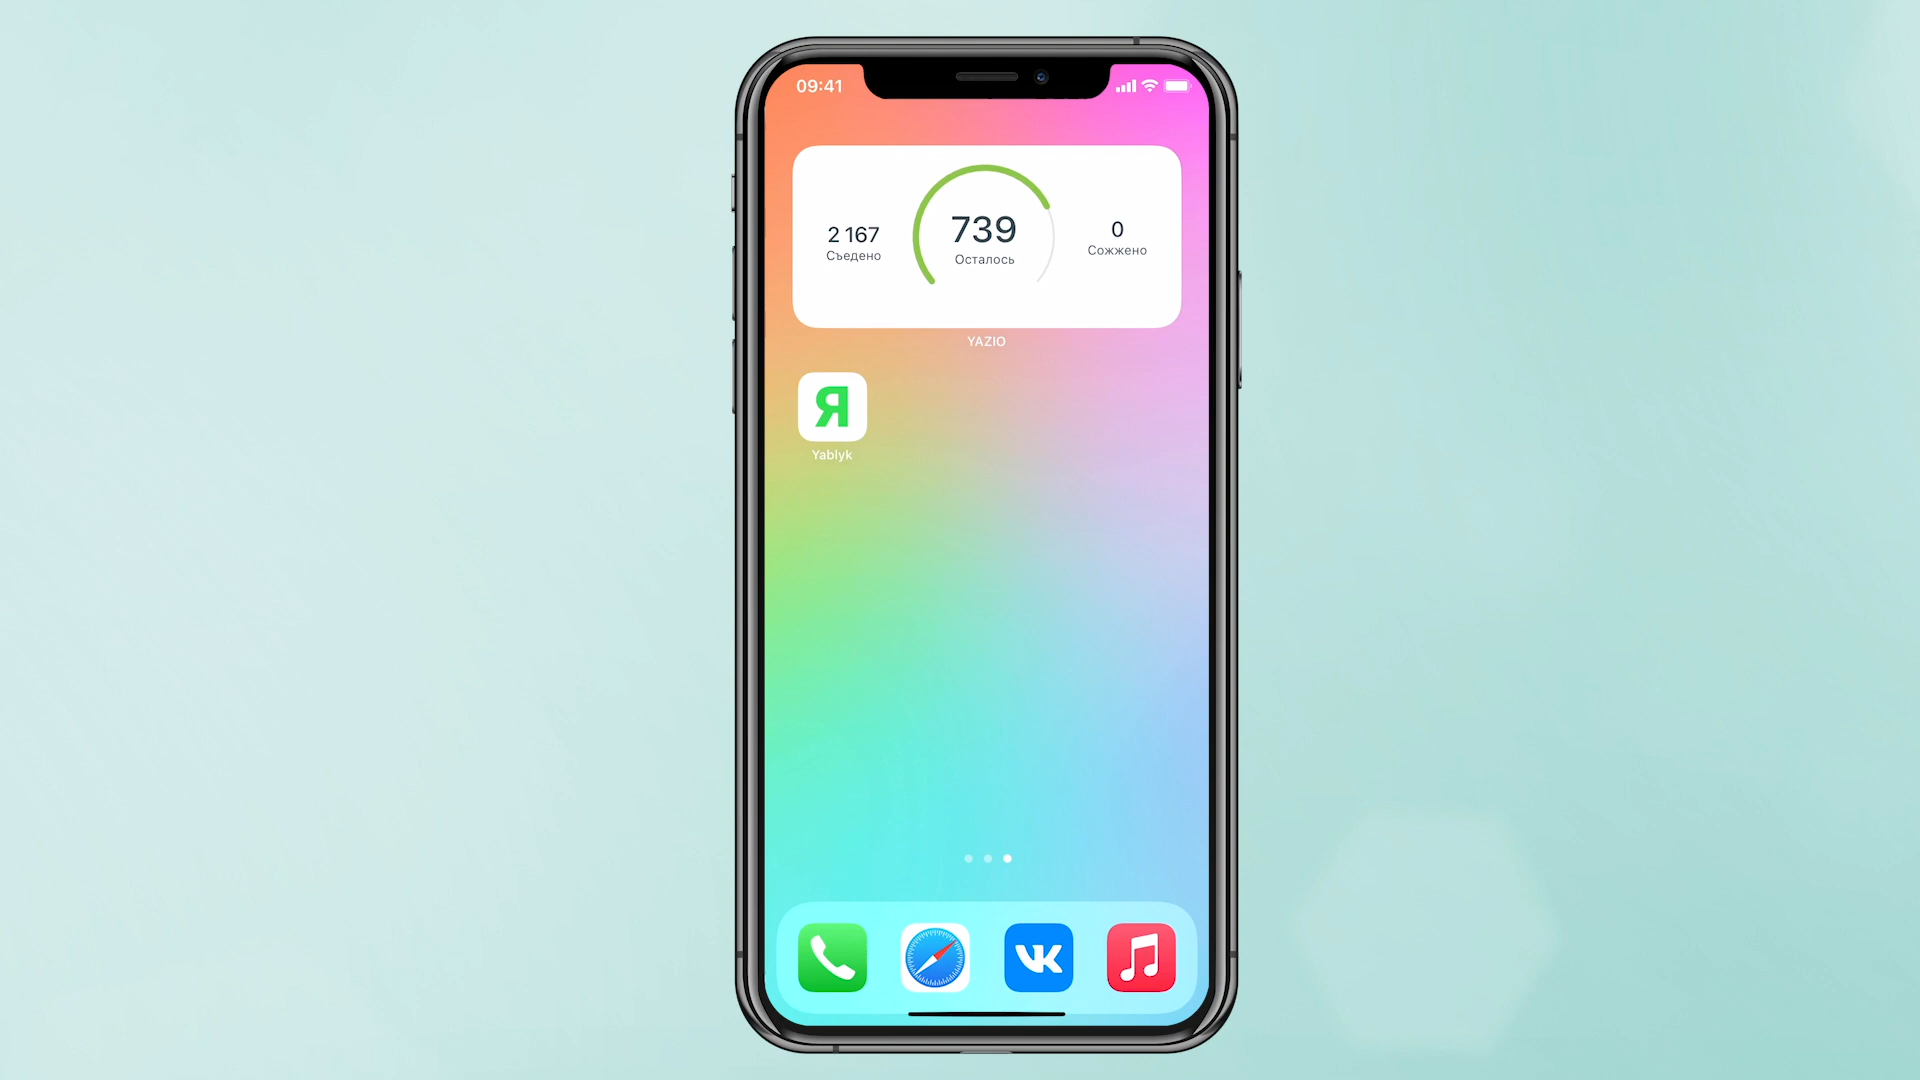 09:41
2 167
Съедено
739
Осталось
0
Сожжено
YAZIO
Я
Yablyk
VK